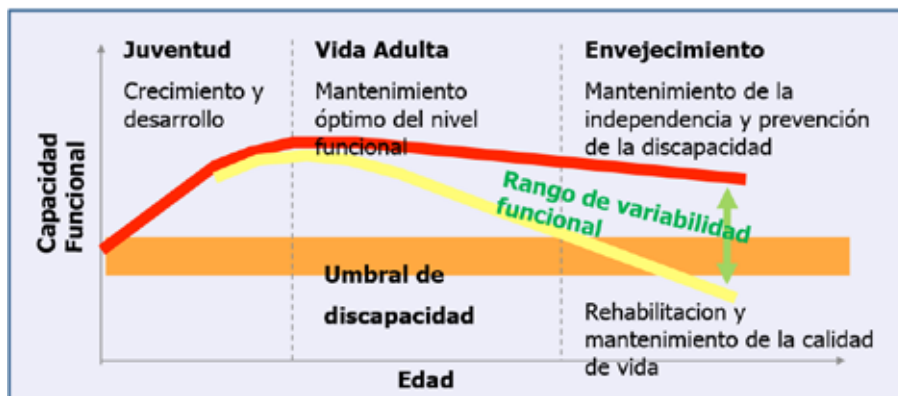 Juventud
Crecimiento y
desarrollo
Vida Adulta
Mantenimiento
óptimo del nivel
funcional
Envejecimiento
Mantenimiento de la
independencia y prevención
de la discapacidad
Capacidad
Funcional
Rango de variabilidad
funcional
Umbral de
discapacidad
Rehabilitacion y
mantenimiento de la calidad
de vida
Edad